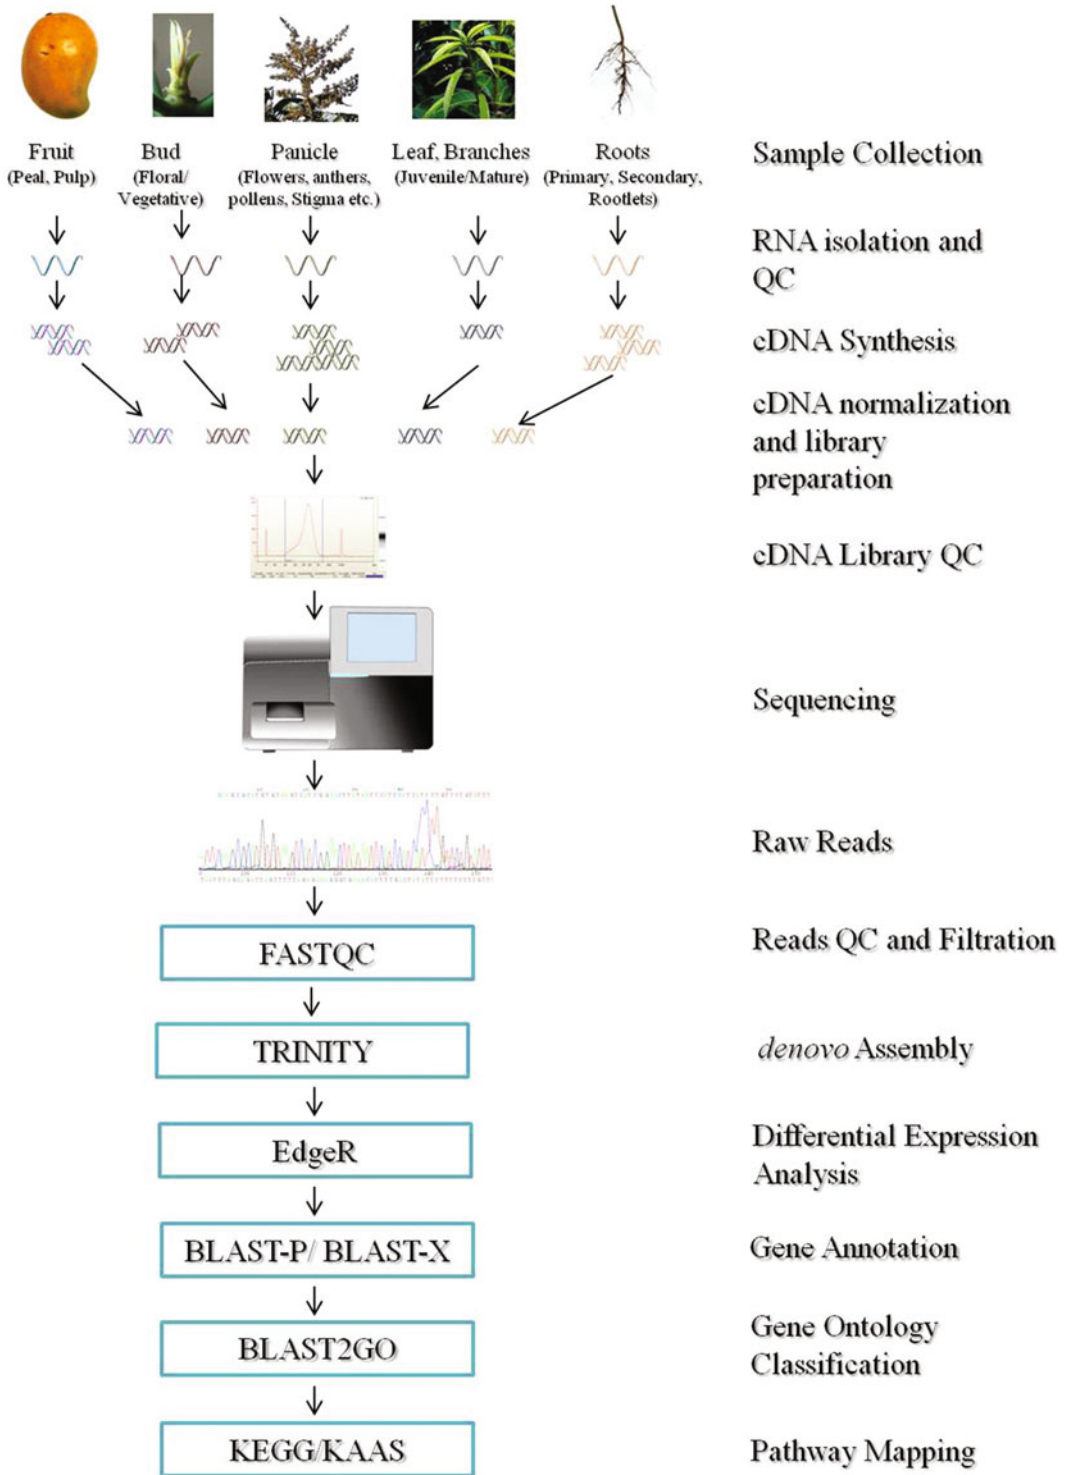 Fruit
(Peal, Pulp)
Bud
(Floral/
Vegetative)
Panicle
(Flowers, anthers,
pollens, Stigma etc.)
Leaf, Branches
(Juvenile/Mature)
Roots
(Primary, Secondary,
Rootlets)
Sample Collection
RNA isolation and
QC
cDNA Synthesis
cDNA normalization
and library
preparation
cDNA Library QC
Sequencing
Raw Reads
FASTQC
Reads QC and Filtration
TRINITY
denovo Assembly
EdgeR
Differential Expression
Analysis
BLAST-P/ BLAST-X
Gene Annotation
BLAST2GO
Gene Ontology
Classification
KEGG/KAAS
Pathway Mapping